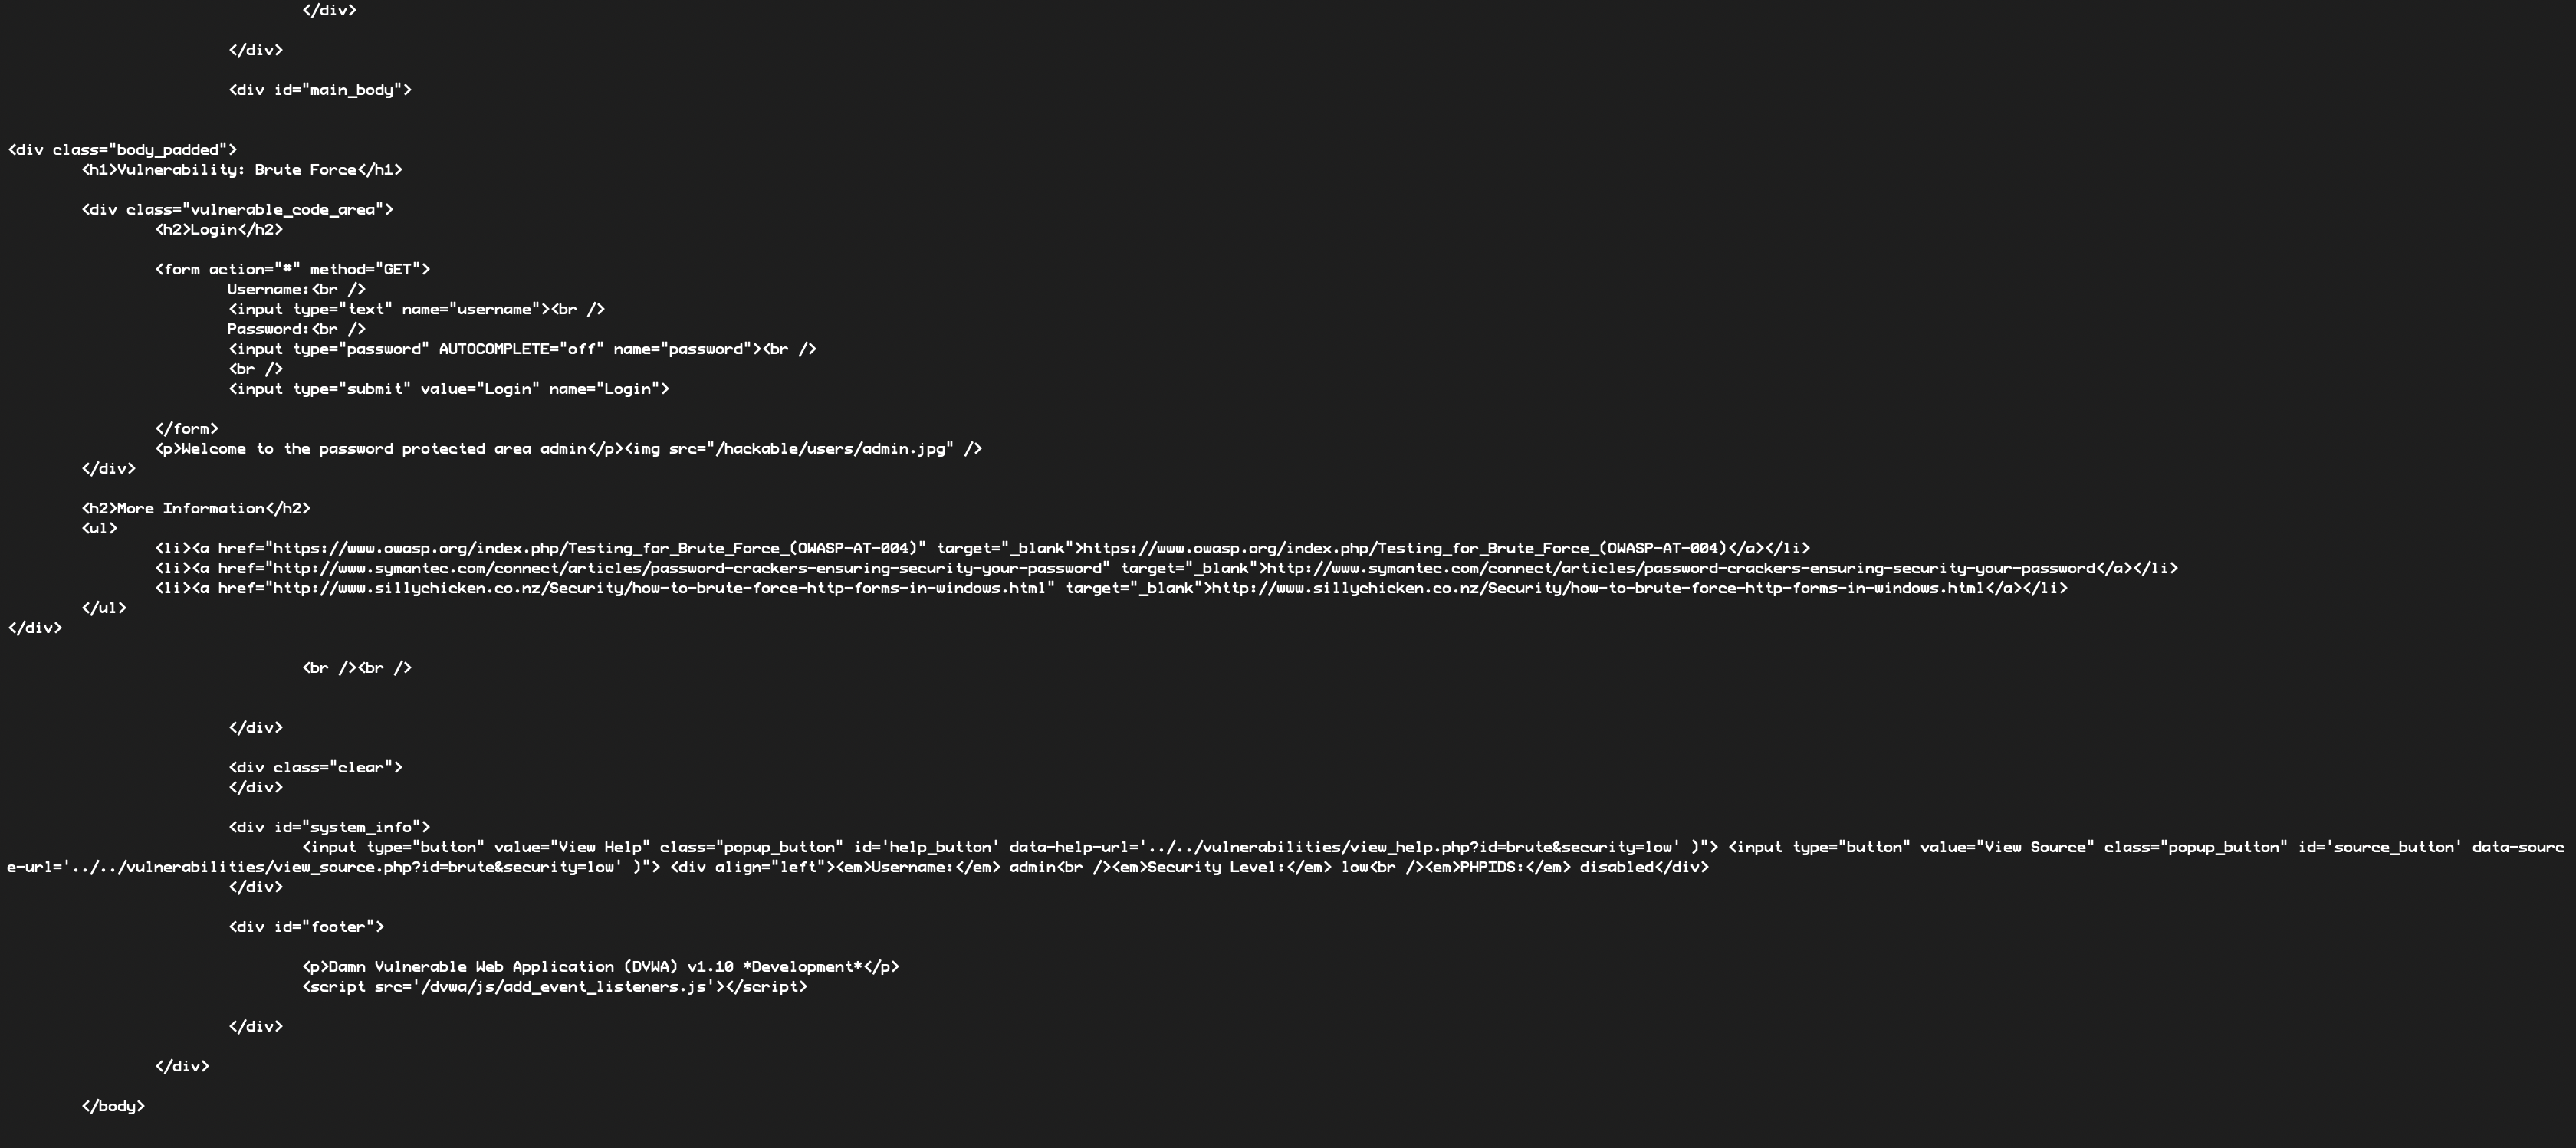 </div>
</div>
<div id="main_body">
<div class="body_padded">
<h1>Vulnerability: Brute Force</h1>
<div class="vulnerable_code_area">
<h2>Login</h2>
<form action="#" method="GET">
Username:<br />
<input type="text" name="username"><br />
Password:<br />
<input type="password" AUTOCOMPLETE="off" name="password"><br />
<br />
<input type="submit" value="Login" name="Login">
</form>
<p>Welcome to the password protected area admin</p><img src="/hackable/users/admin.jpg" />
</div>
<h2>More Information</h2>
<ul>
<li><a href="https://www.owasp.org/index.php/Testing_for_Brute_Force_(OWASP-AT-004)" target="_blank">https://www.owasp.org/index.php/Testing_for_Brute_Force_(OWASP-AT-004)</a></li>
<li><a href="http://www.symantec.com/connect/articles/password-crackers-ensuring-security-your-password" target="_blank">http://www.symantec.com/connect/articles/password-crackers-ensuring-security-your-password</a></li>
<li><a href="http://www.sillychicken.co.nz/Security/how-to-brute-force-http-forms-in-windows.html" target="_blank">http://www.sillychicken.co.nz/Security/how-to-brute-force-http-forms-in-windows.html</a></li>
</ul>
</div>
<br /><br />
</div>
<div class="clear">
</div>
<div id="system_info">
<input type="button" value="View Help" class="popup_button" id='help_button' data-help-url='../../vulnerabilities/view_help.php?id=brute&security=low' )"> <input type="button" value="View Source" class="popup_button" id='source_button' data-sourc
e-url='../../vulnerabilities/view_source.php?id=brute&security=low' )"> <div align="left"><em>Username:</em> admin<br /><em>Security Level:</em> low<br /><em>PHPIDS:</em> disabled</div>
</div>
<div id="footer">
<p>Damn Vulnerable Web Application (DVWA) v1.10 *Development*</p>
<script src='/dvwa/js/add_event_listeners.js'></script>
</div>
</div>
</body>